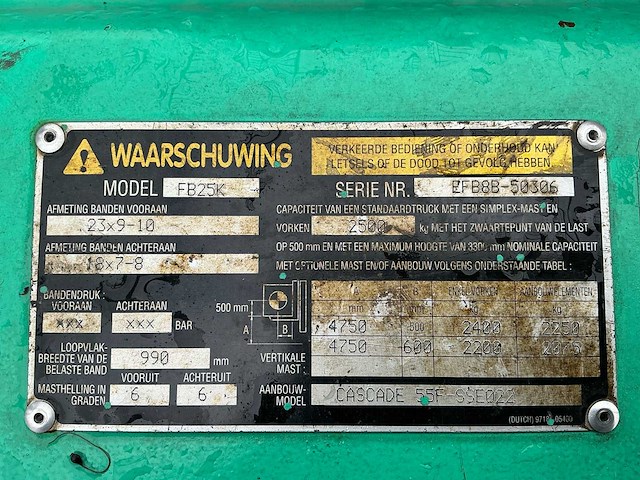 WAARSCHUWING
VERKEERDE BEDIENING OF ONDERHOUD KAN
LETSELS OF DE DOOD TOT GEVOLG HEBBEN
MODEL FB25K
SERIE NR. EFB8B-50306
AFMETING BANDEN VOORAAN
23x9-10
AFMETING BANDEN ACHTERAAN
18x7-8
CAPACITEIT VAN EEN STANDAARDTRUCK MET EEN SIMPLEX-MAST EN
VORKEN 2500 kg MET HET ZWAARTEPUNT VAN DE LAST
OP 500 mm EN MET EEN MAXIMUM HOOGTE VAN 3300 mm NOMINALE CAPACITEIT
MET OPTIONELE MAST EN/OF AANBOUW VOLGENS ONDERSTAANDE TABEL :
BANDENDRUK :
VOORAAN ACHTERAAN
xxx xxx BAR
500 mm
A B
AANBOUWELEMENTEN
4750 500 2400 2250
4750 600 2200 2075
LOOPVLAK-
BREEDTE VAN DE
BELASTE BAND
990 mm
VERTIKALE
MAST :
MASTHELLING IN
GRADEN
VOORUIT ACHTERUIT
6 6
AANBOUW-
MODEL
CASCADE 55F-SSE022
(DUTCH)